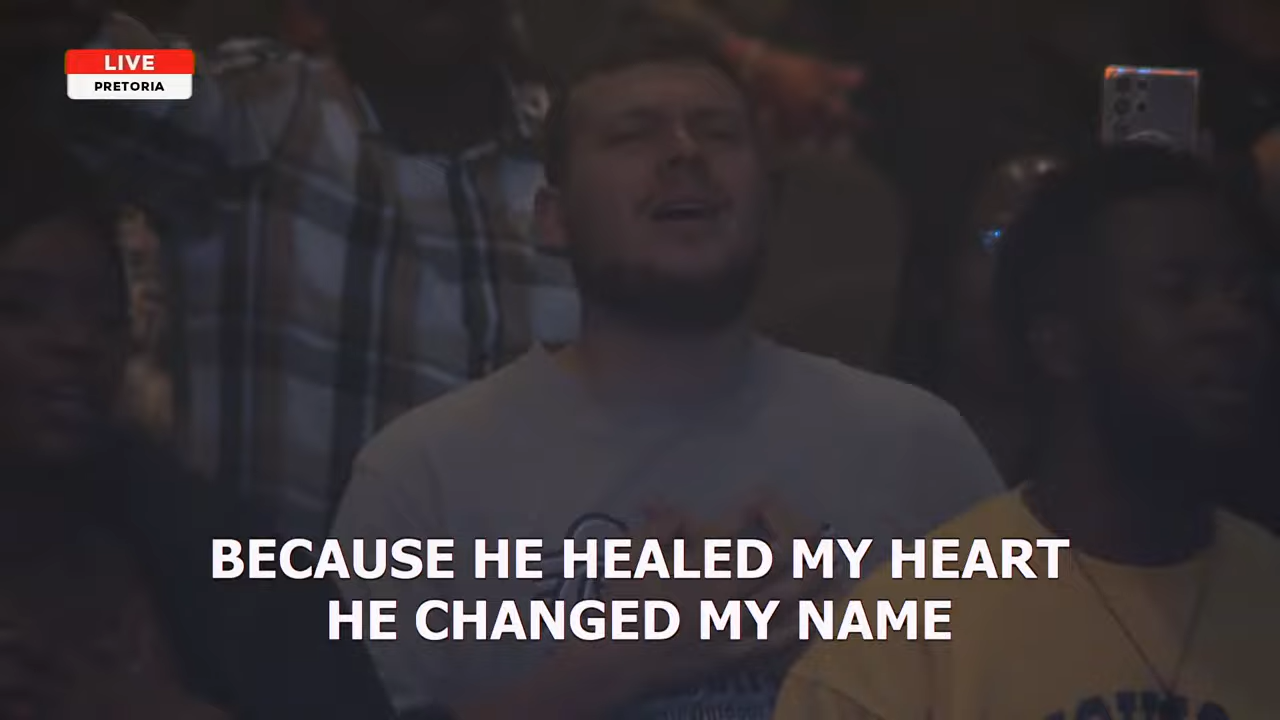 LIVE
PRETORIA
BECAUSE HE HEALED MY HEART
HE CHANGED MY NAME